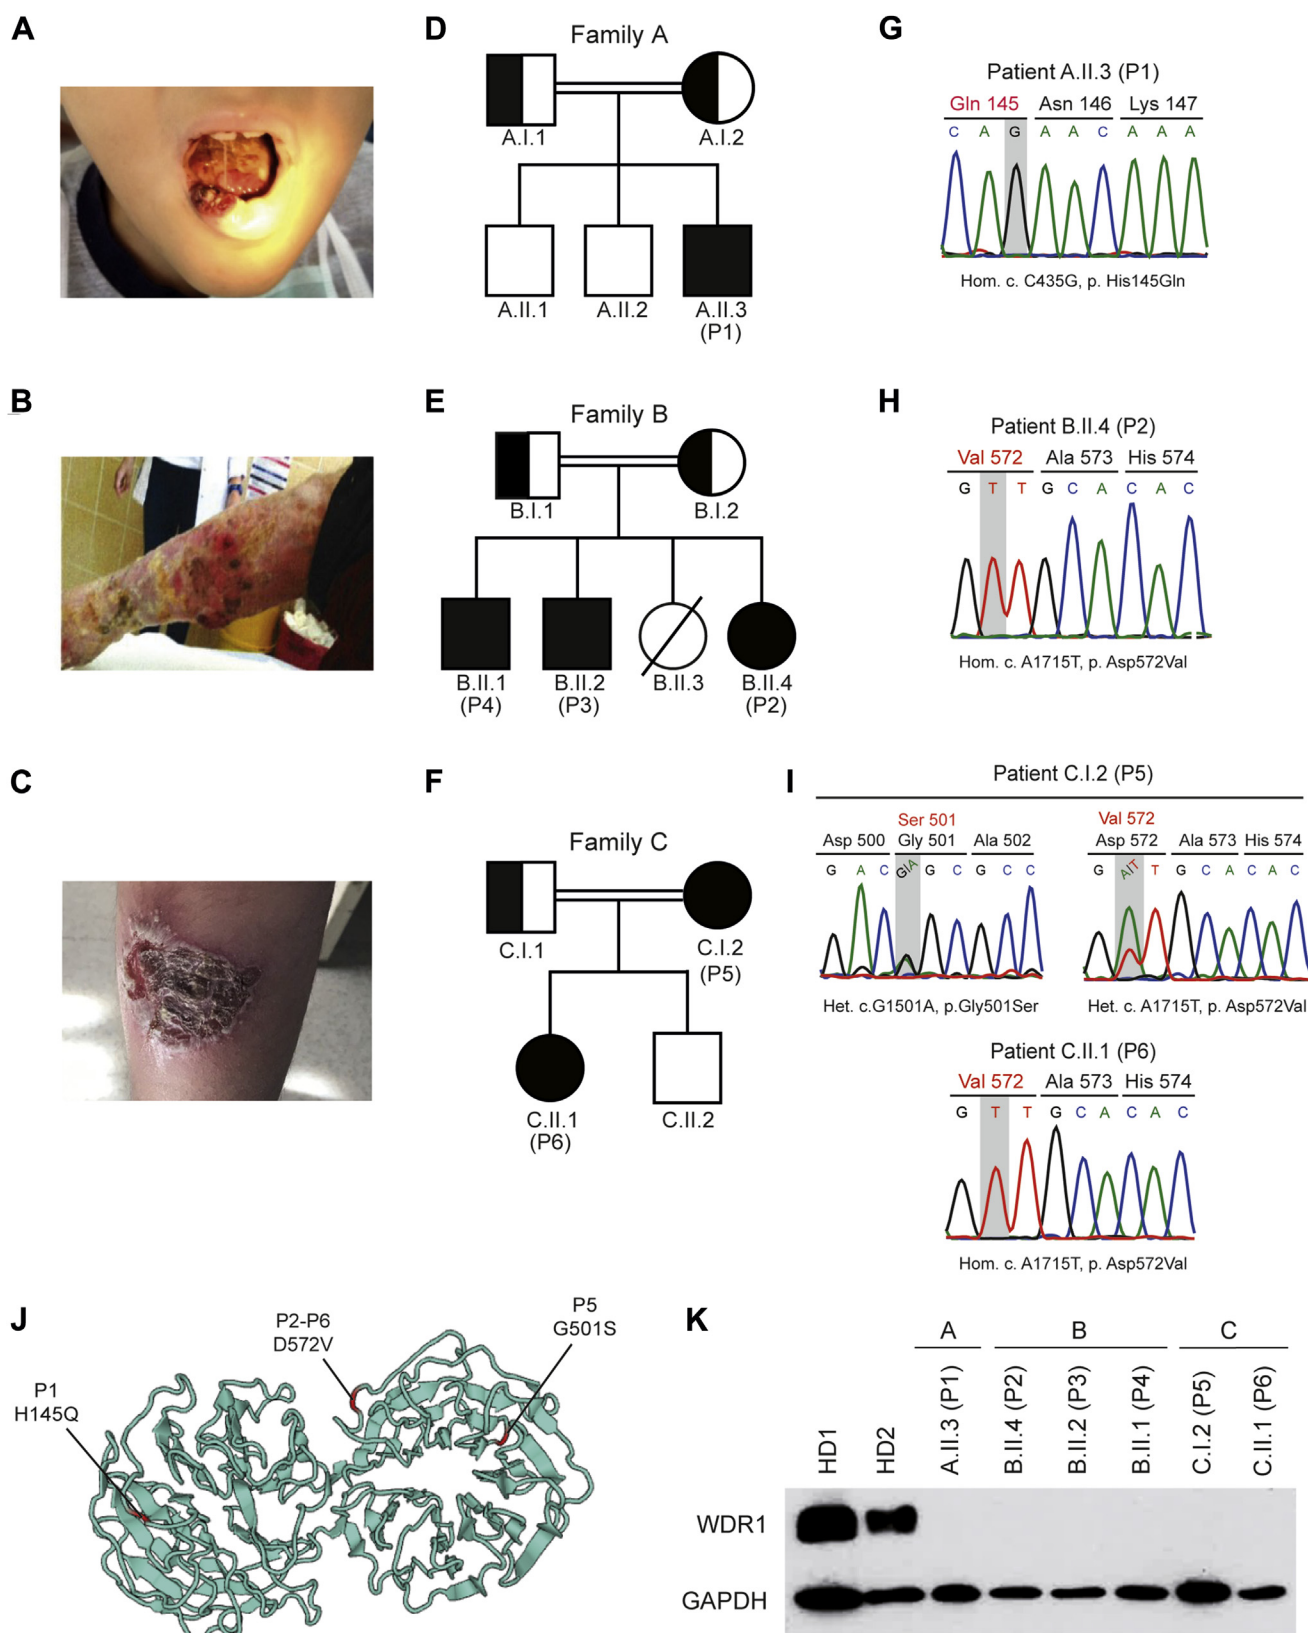 A
D
Family A
A.I.1
A.I.2
A.II.1
A.II.2
A.II.3
(P1)
G
Patient A.II.3 (P1)
Gln 145 Asn 146 Lys 147
C A G A A C A A A
Hom. c. C435G, p. His145Gln
B
E
Family B
B.I.1
B.I.2
B.II.1
(P4)
B.II.2
(P3)
B.II.3
B.II.4
(P2)
H
Patient B.II.4 (P2)
Val 572 Ala 573 His 574
G T T G C A C A C
Hom. c. A1715T, p. Asp572Val
C
F
Family C
C.I.1
C.I.2
(P5)
C.II.1
(P6)
C.II.2
I
Patient C.I.2 (P5)
Ser 501
Asp 500 Gly 501 Ala 502
G A C G/A G C G C C
Het. c.G1501A, p.Gly501Ser
Val 572
Asp 572 Ala 573 His 574
G A/T T G C A C A C
Het. c. A1715T, p. Asp572Val
Patient C.II.1 (P6)
Val 572 Ala 573 His 574
G T T G C A C A C
Hom. c. A1715T, p. Asp572Val
J
P1
H145Q
P2-P6
D572V
P5
G501S
K
A B C
HD1
HD2
A.II.3 (P1)
B.II.4 (P2)
B.II.2 (P3)
B.II.1 (P4)
C.I.2 (P5)
C.II.1 (P6)
WDR1
GAPDH